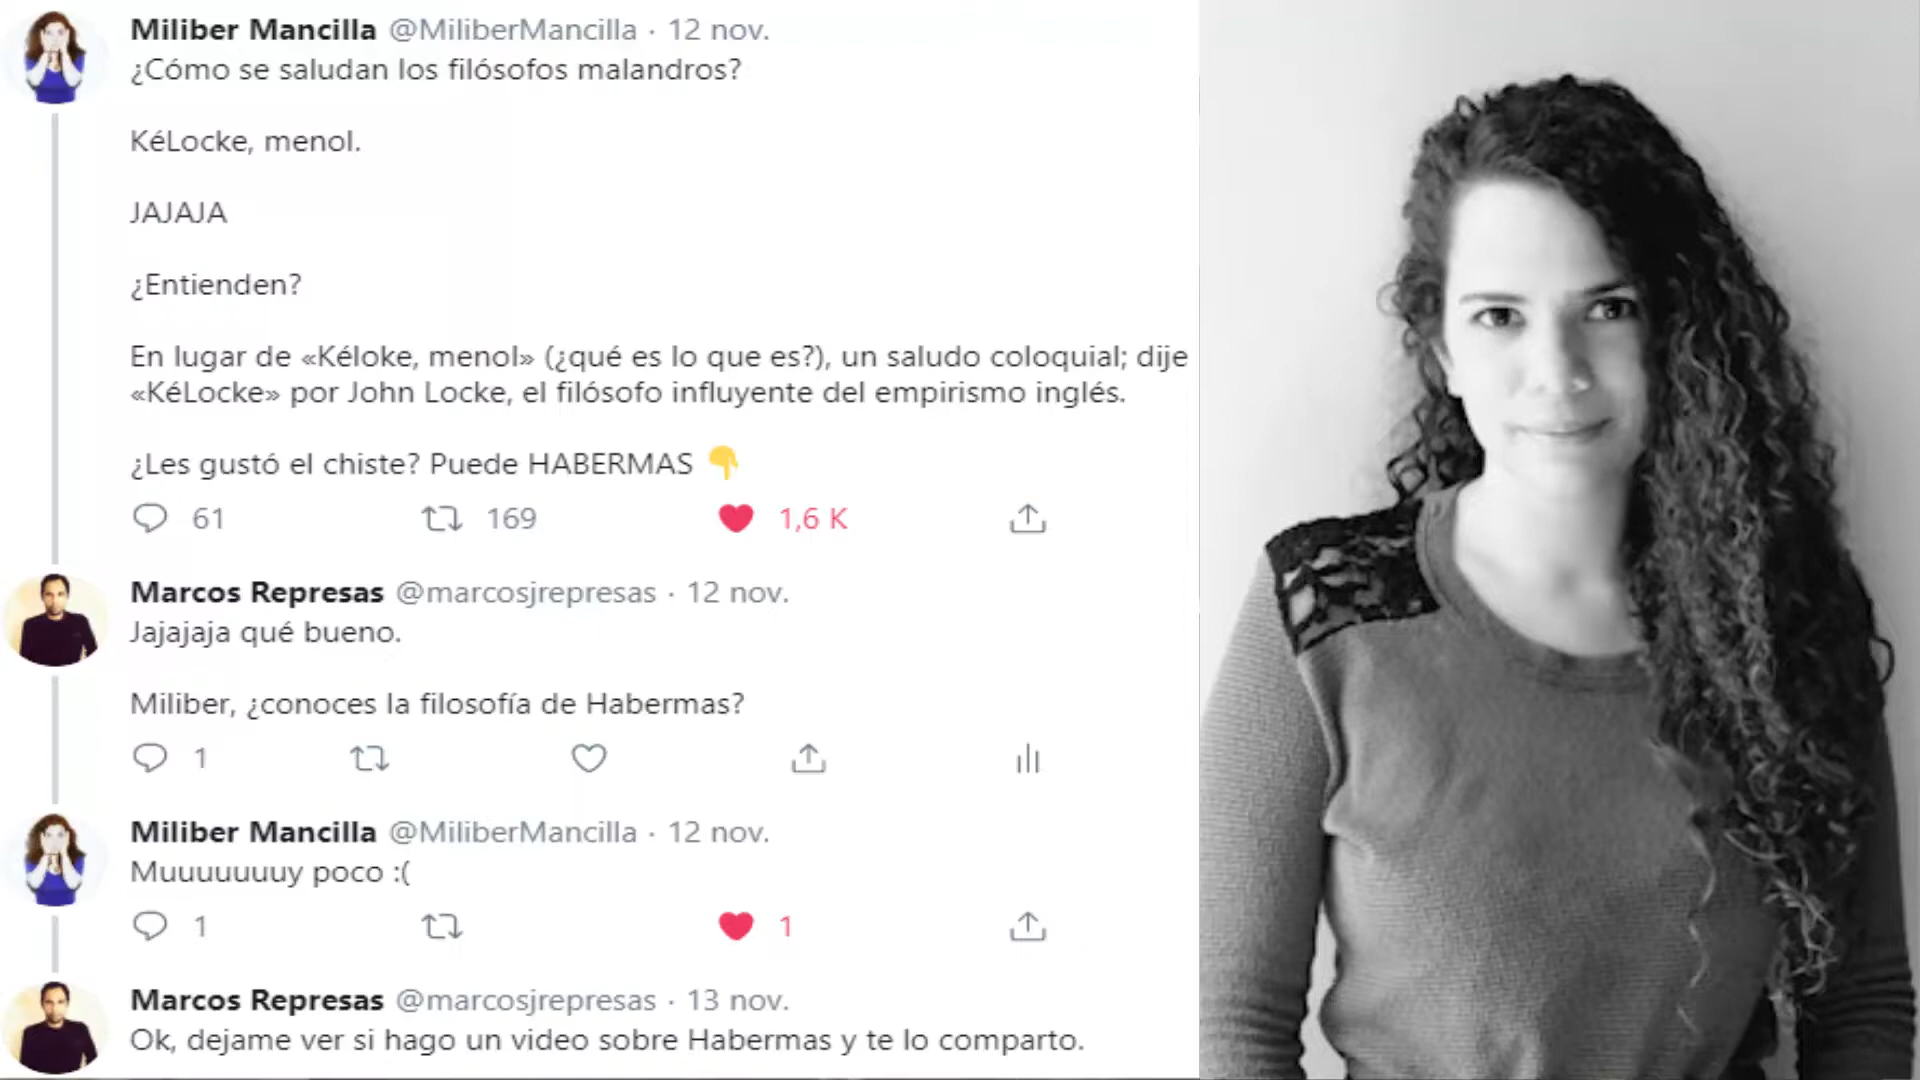 Miliber Mancilla @MiliberMancilla · 12 nov.
¿Cómo se saludan los filósofos malandros?
KéLocke, menol.
JAJAJA
¿Entienden?
En lugar de «Kéloke, menol» (¿qué es lo que es?), un saludo coloquial; dije
«KéLocke» por John Locke, el filósofo influyente del empirismo inglés.
¿Les gustó el chiste? Puede HABERMAS 👇
61 169 1,6 K
Marcos Represas @marcosjrepresas · 12 nov.
Jajajaja qué bueno.
Miliber, ¿conoces la filosofía de Habermas?
1
Miliber Mancilla @MiliberMancilla · 12 nov.
Muuuuuuuy poco :(
1 1
Marcos Represas @marcosjrepresas · 13 nov.
Ok, dejame ver si hago un video sobre Habermas y te lo comparto.